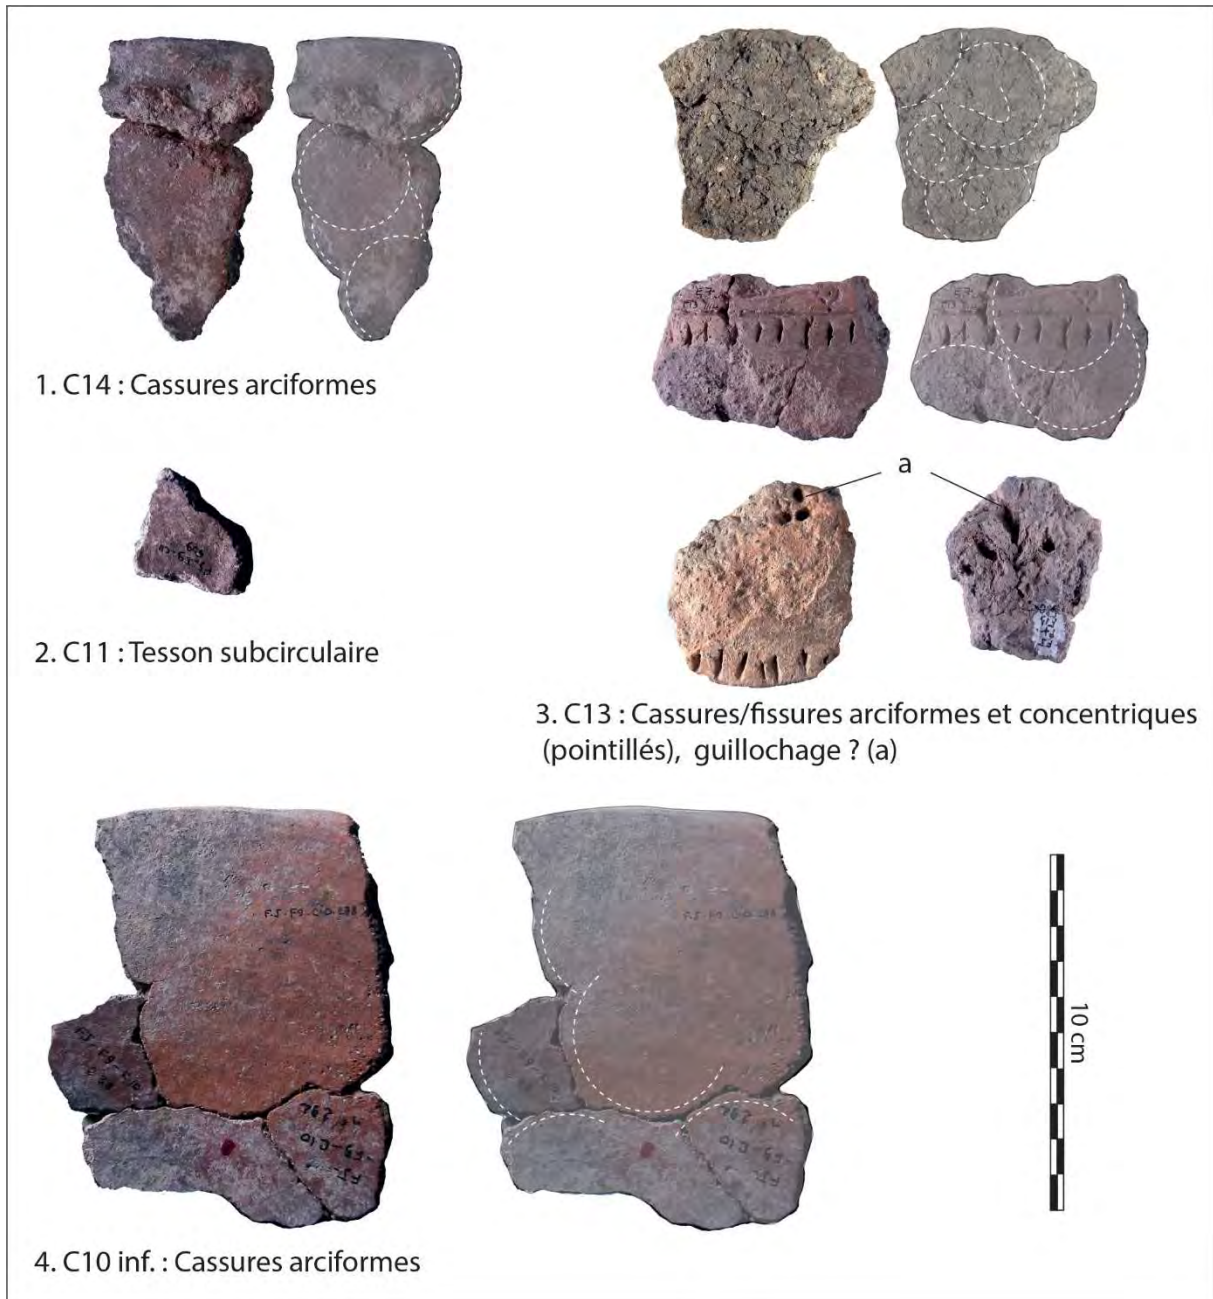 1. C14 : Cassures arciformes
2. C11 : Tesson subcirculaire
a
3. C13 : Cassures/fissures arciformes et concentriques
(pointillés), guillochage ? (a)
10 cm
4. C10 inf. : Cassures arciformes